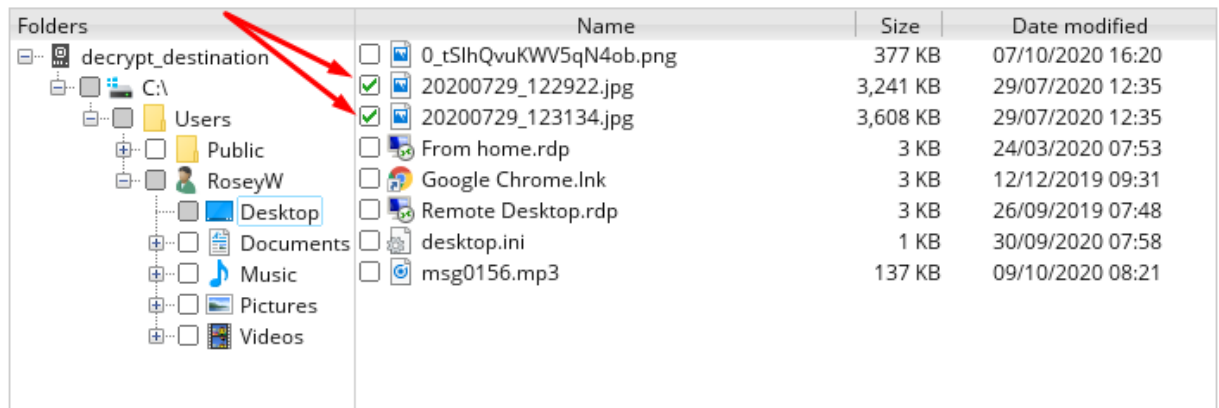 Folders
decrypt_destination
C:\
Users
Public
RoseyW
Desktop
Documents
Music
Pictures
Videos
Name Size Date modified
0_tSIhQvuKWV5qN4ob.png 377 KB 07/10/2020 16:20
20200729_122922.jpg 3,241 KB 29/07/2020 12:35
20200729_123134.jpg 3,608 KB 29/07/2020 12:35
From home.rdp 3 KB 24/03/2020 07:53
Google Chrome.lnk 3 KB 12/12/2019 09:31
Remote Desktop.rdp 3 KB 26/09/2019 07:48
desktop.ini 1 KB 30/09/2020 07:58
msg0156.mp3 137 KB 09/10/2020 08:21